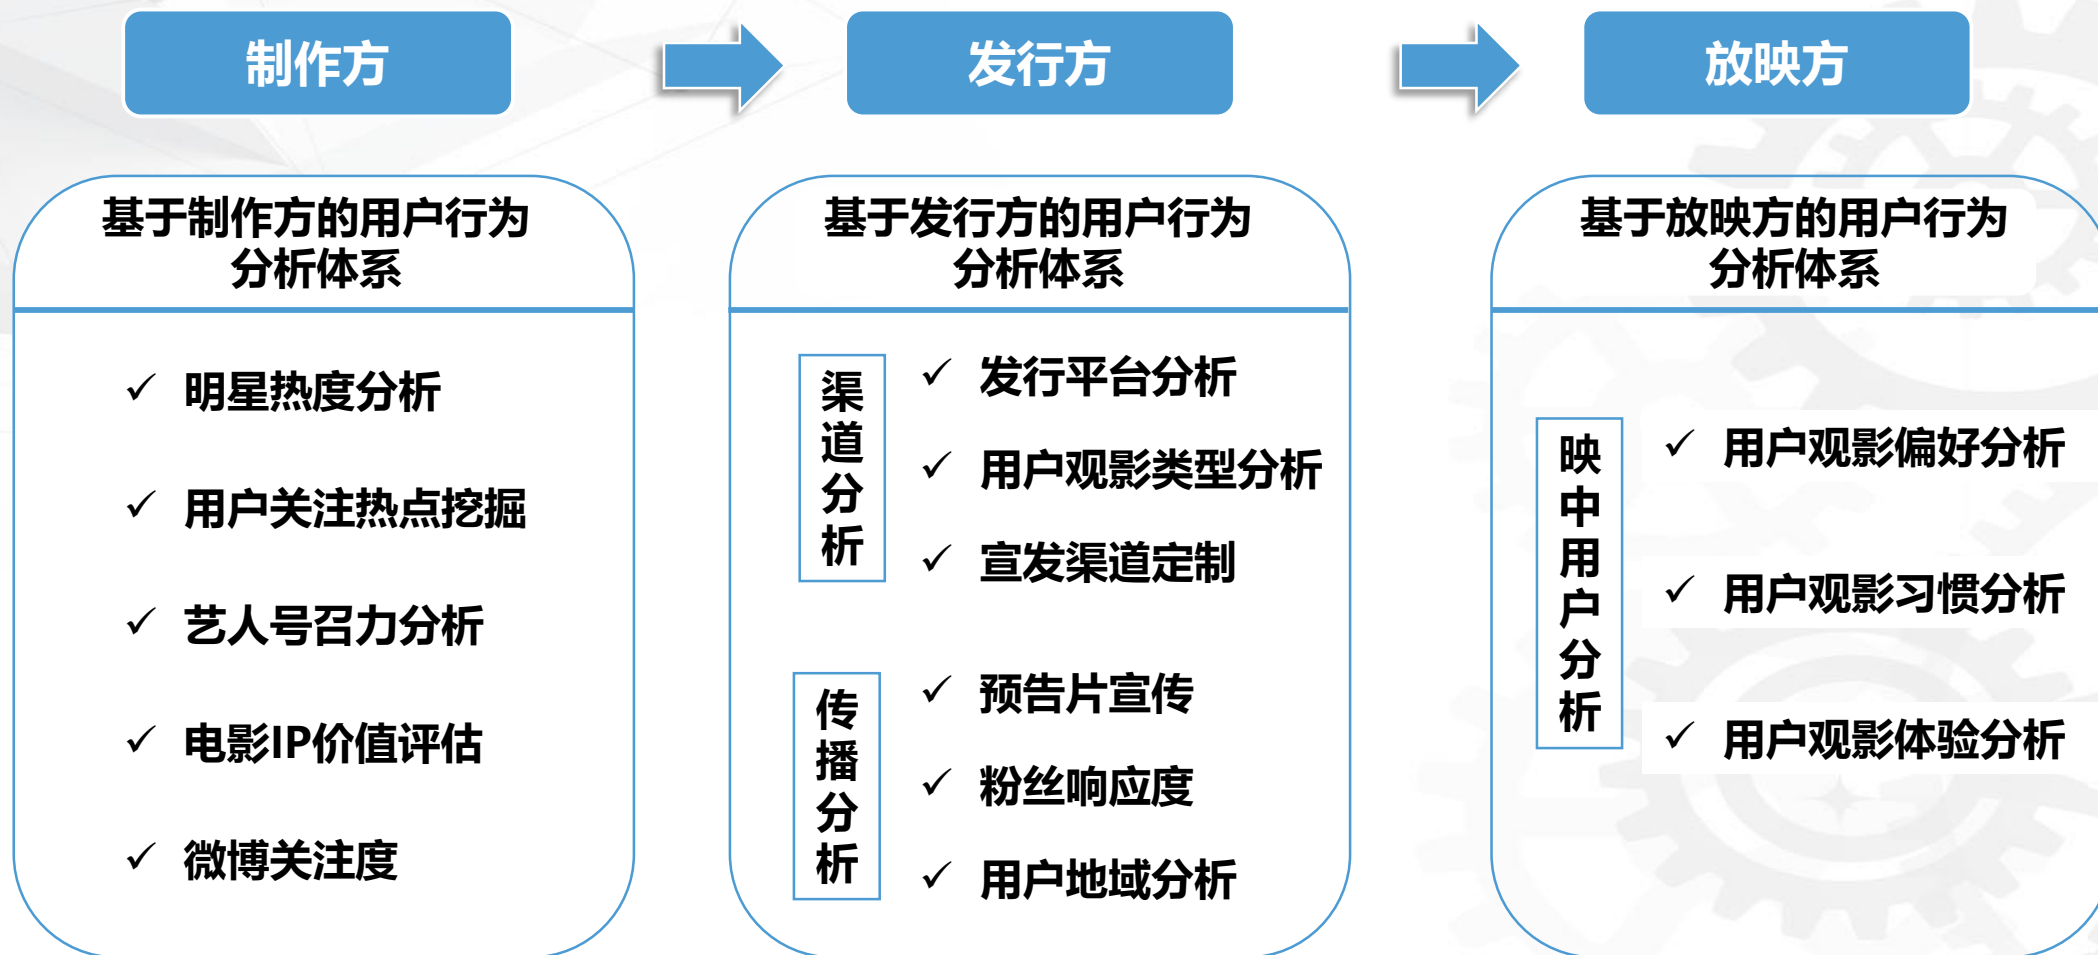 制作方
发行方
放映方
基于制作方的用户行为
分析体系
明星热度分析
用户关注热点挖掘
艺人号召力分析
电影IP价值评估
微博关注度
基于发行方的用户行为
分析体系
渠道分析
发行平台分析
用户观影类型分析
宣发渠道定制
传播分析
预告片宣传
粉丝响应度
用户地域分析
基于放映方的用户行为
分析体系
映中用户分析
用户观影偏好分析
用户观影习惯分析
用户观影体验分析